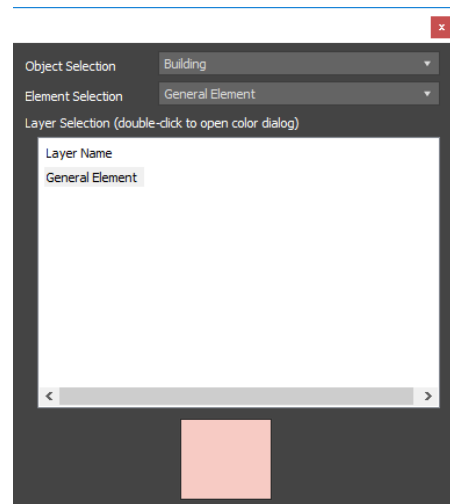 x
Object Selection Building
Element Selection General Element
Layer Selection (double-click to open color dialog)
Layer Name
General Element